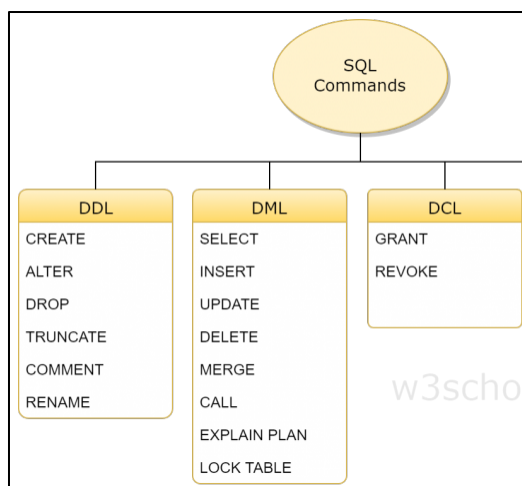 SQL
Commands
DDL
CREATE
ALTER
DROP
TRUNCATE
COMMENT
RENAME
DML
SELECT
INSERT
UPDATE
DELETE
MERGE
CALL
EXPLAIN PLAN
LOCK TABLE
DCL
GRANT
REVOKE
w3scho